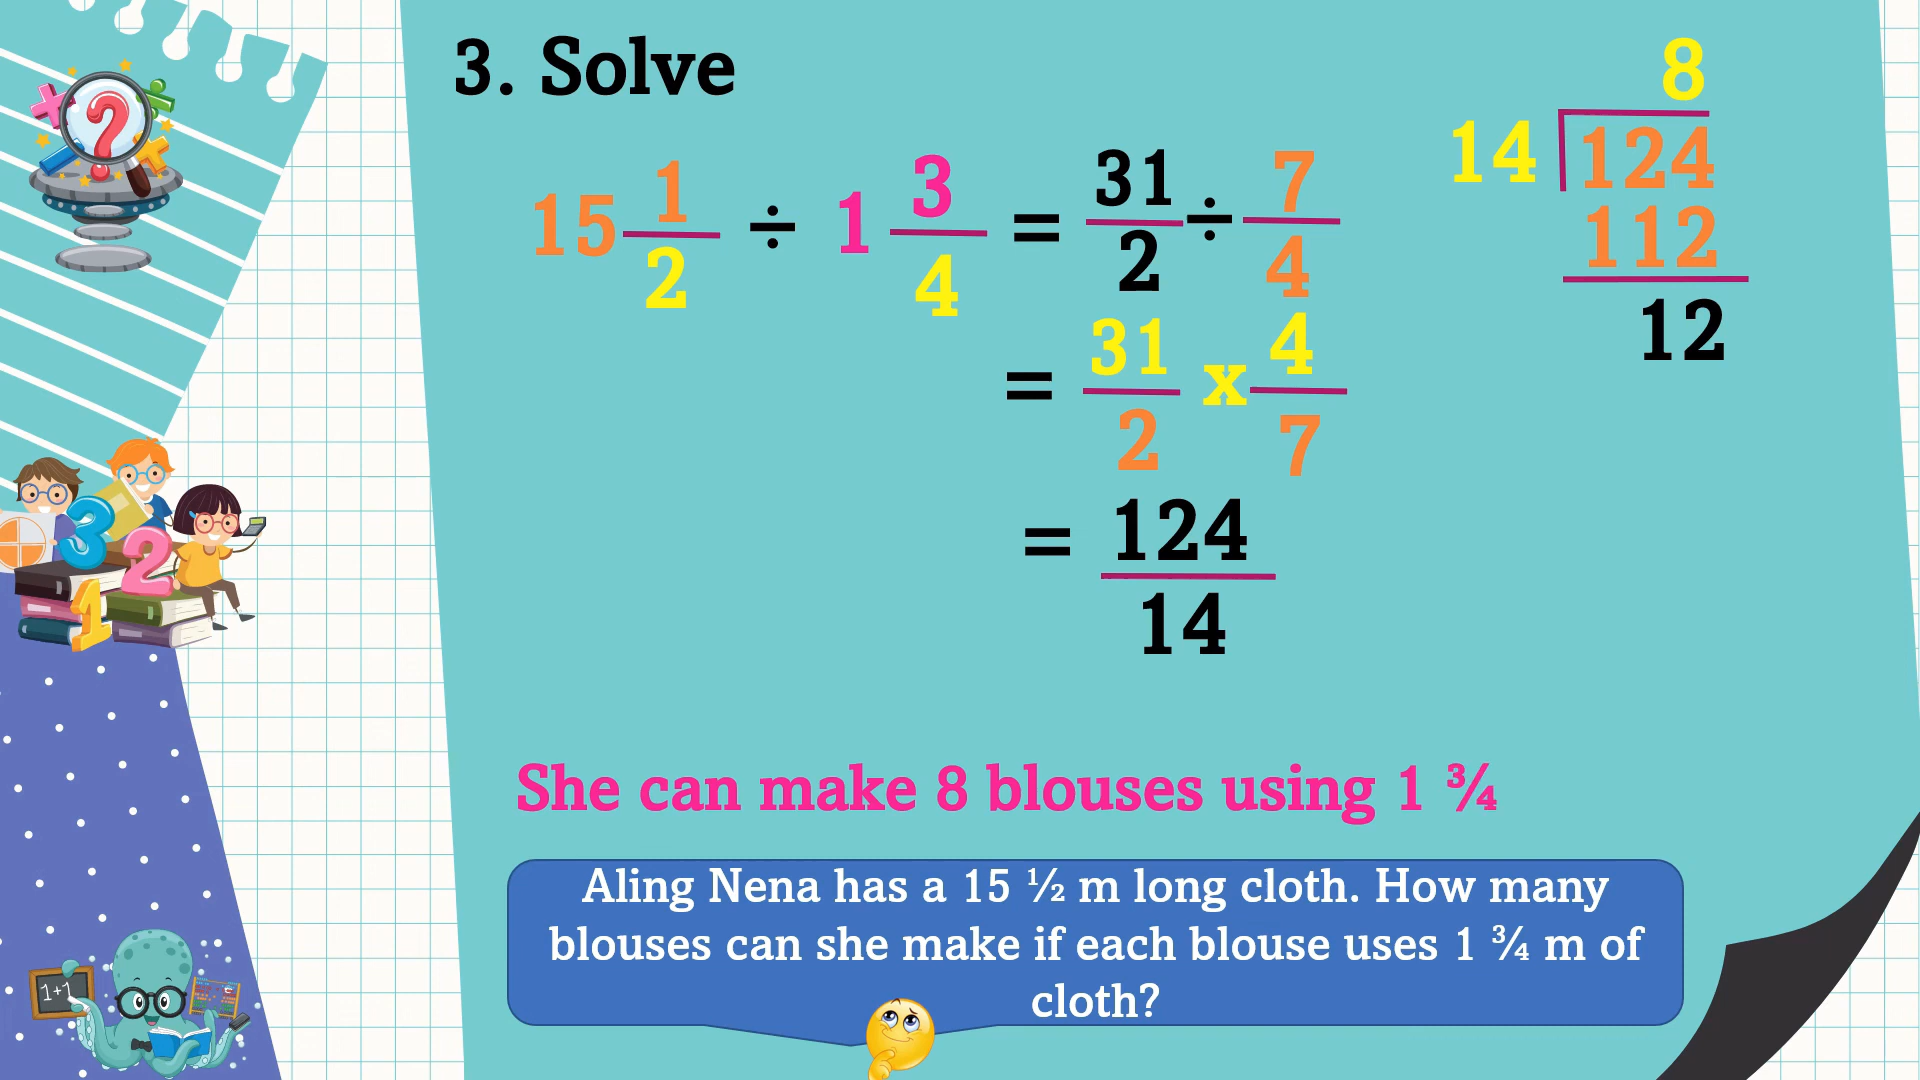 3. Solve
15 1/2 ÷ 1 3/4 = 31/2 ÷ 7/4
= 31/2 x 4/7
= 124/14
8
14 124
112
12
She can make 8 blouses using 1 ¾
Aling Nena has a 15 ½ m long cloth. How many
blouses can she make if each blouse uses 1 ¾ m of
cloth?
?
3
2
1
1+1